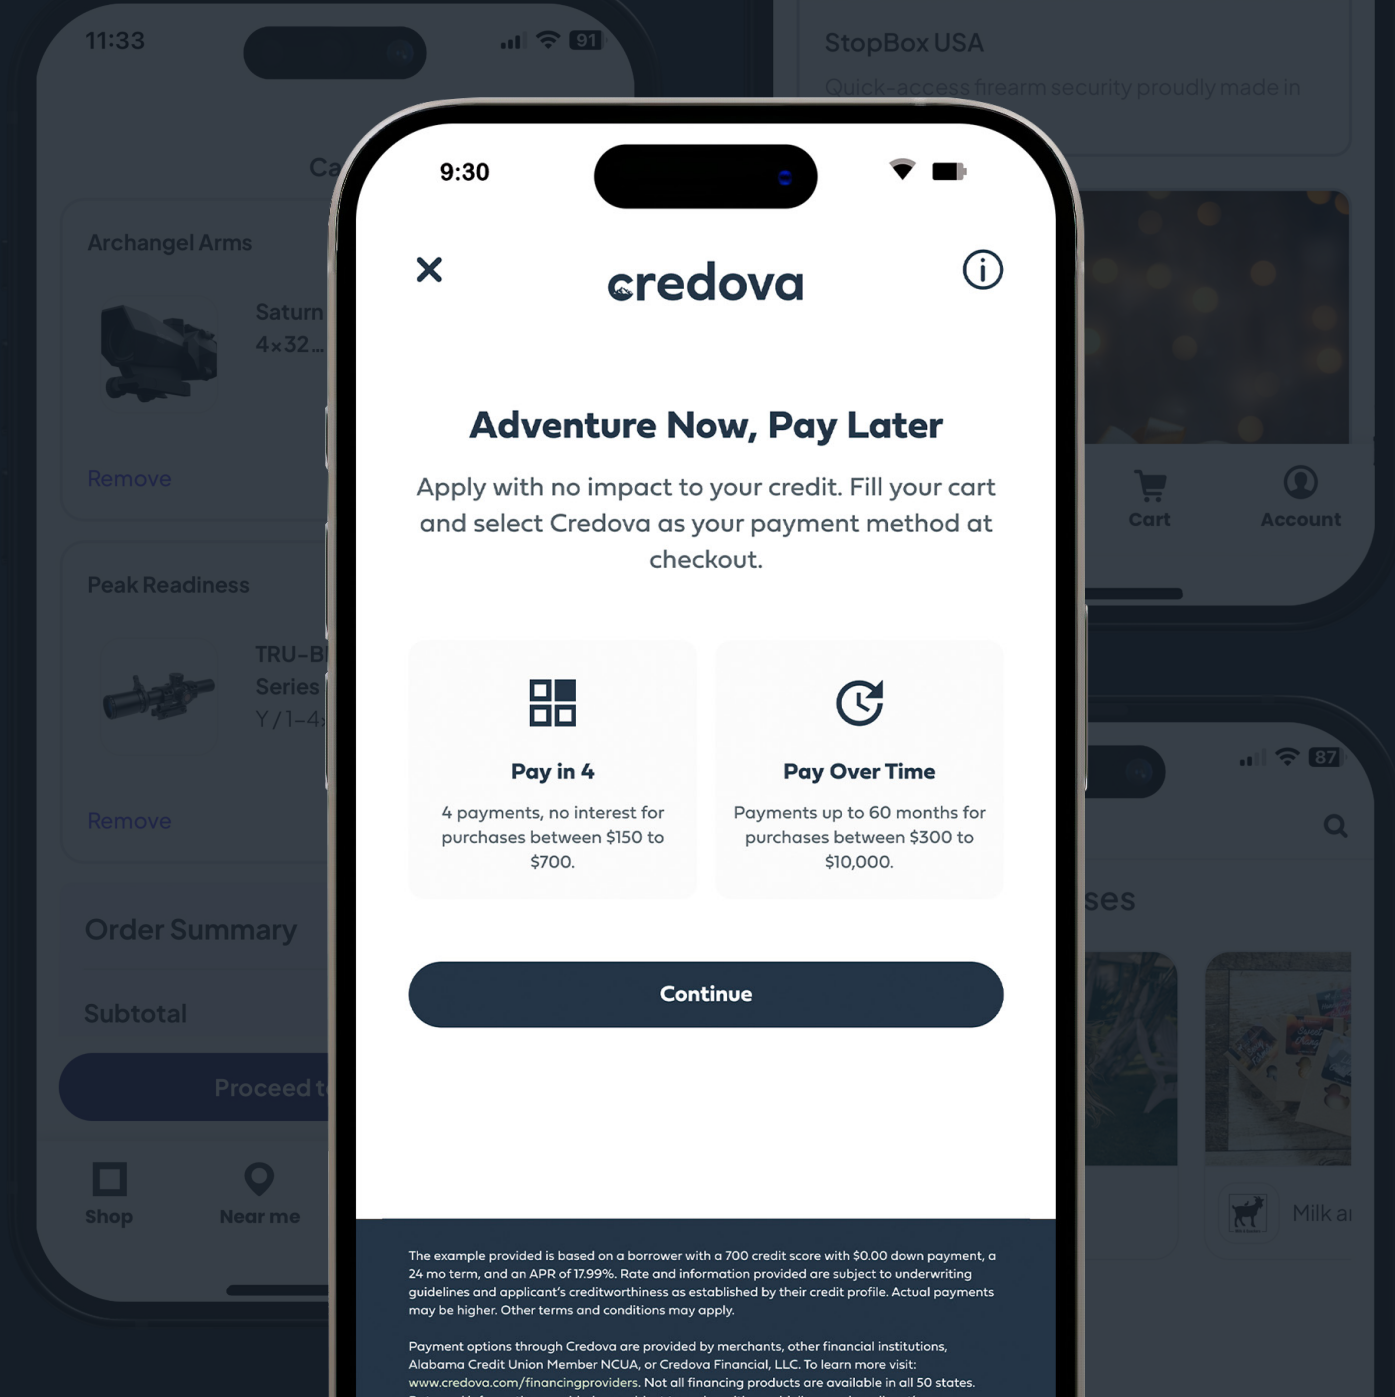 11:33
91
Ca
Archangel Arms
Saturn
4×32...
Remove
Peak Readiness
TRU-B
Series
Y / 1-4
Remove
Order Summary
Subtotal
Proceed t
Shop
Near me
StopBox USA
Quick-access firearm security proudly made in
Cart
Account
87
ses
Milk a
9:30
credova
Adventure Now, Pay Later
Apply with no impact to your credit. Fill your cart
and select Credova as your payment method at
checkout.
Pay in 4
4 payments, no interest for
purchases between $150 to
$700.
Pay Over Time
Payments up to 60 months for
purchases between $300 to
$10,000.
Continue
The example provided is based on a borrower with a 700 credit score with $0.00 down payment, a
24 mo term, and an APR of 17.99%. Rate and information provided are subject to underwriting
guidelines and applicant's creditworthiness as established by their credit profile. Actual payments
may be higher. Other terms and conditions may apply.
Payment options through Credova are provided by merchants, other financial institutions,
Alabama Credit Union Member NCUA, or Credova Financial, LLC. To learn more visit:
www.credova.com/financingproviders. Not all financing products are available in all 50 states.